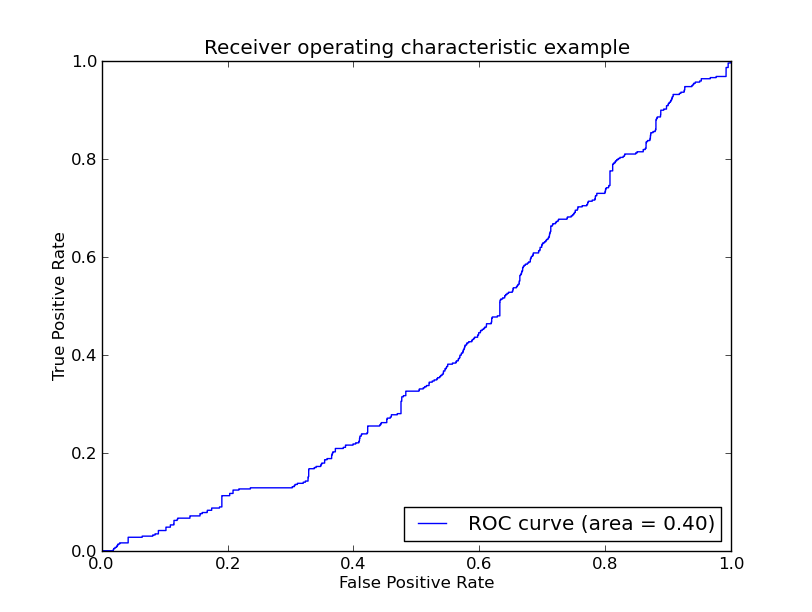 Receiver operating characteristic example
1.0
0.8
0.6
0.4
0.2
0.0
True Positive Rate
ROC curve (area = 0.40)
0.0 0.2 0.4 0.6 0.8 1.0
False Positive Rate